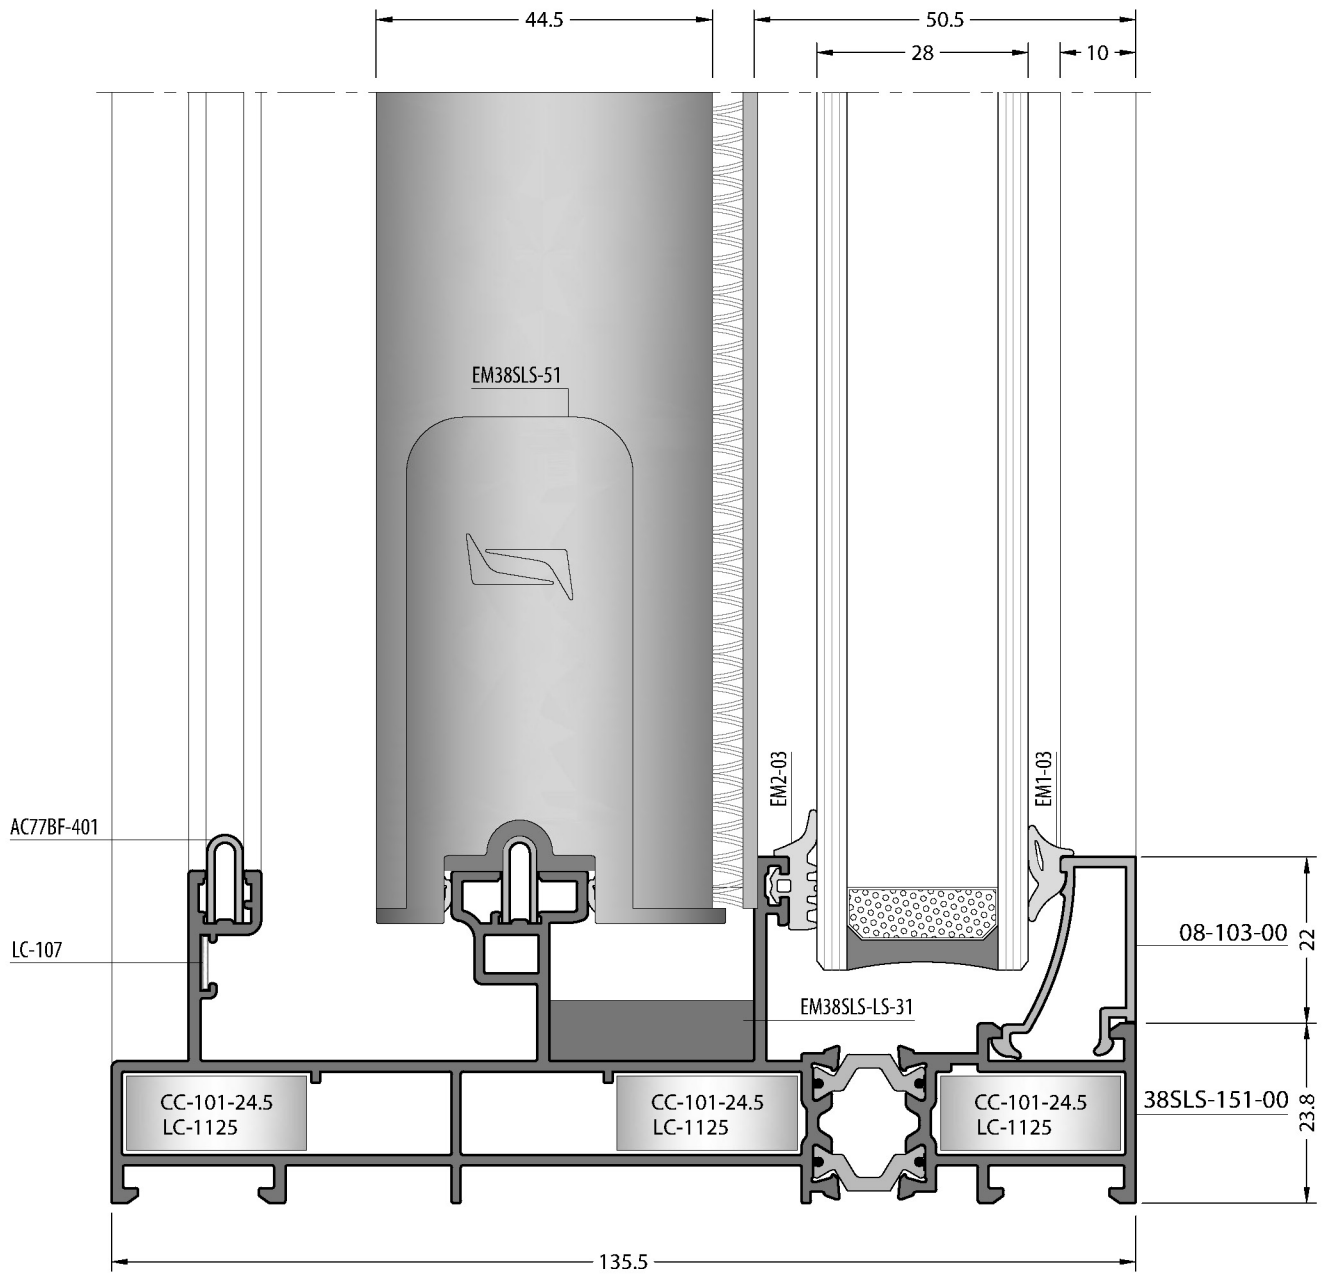 44.5
50.5
28
10
EM38SLS-51
EM2-03
EM1-03
AC77BF-401
LC-107
08-103-00
22
EM38SLS-LS-31
CC-101-24.5
LC-1125
CC-101-24.5
LC-1125
CC-101-24.5
LC-1125
38SLS-151-00
23.8
135.5